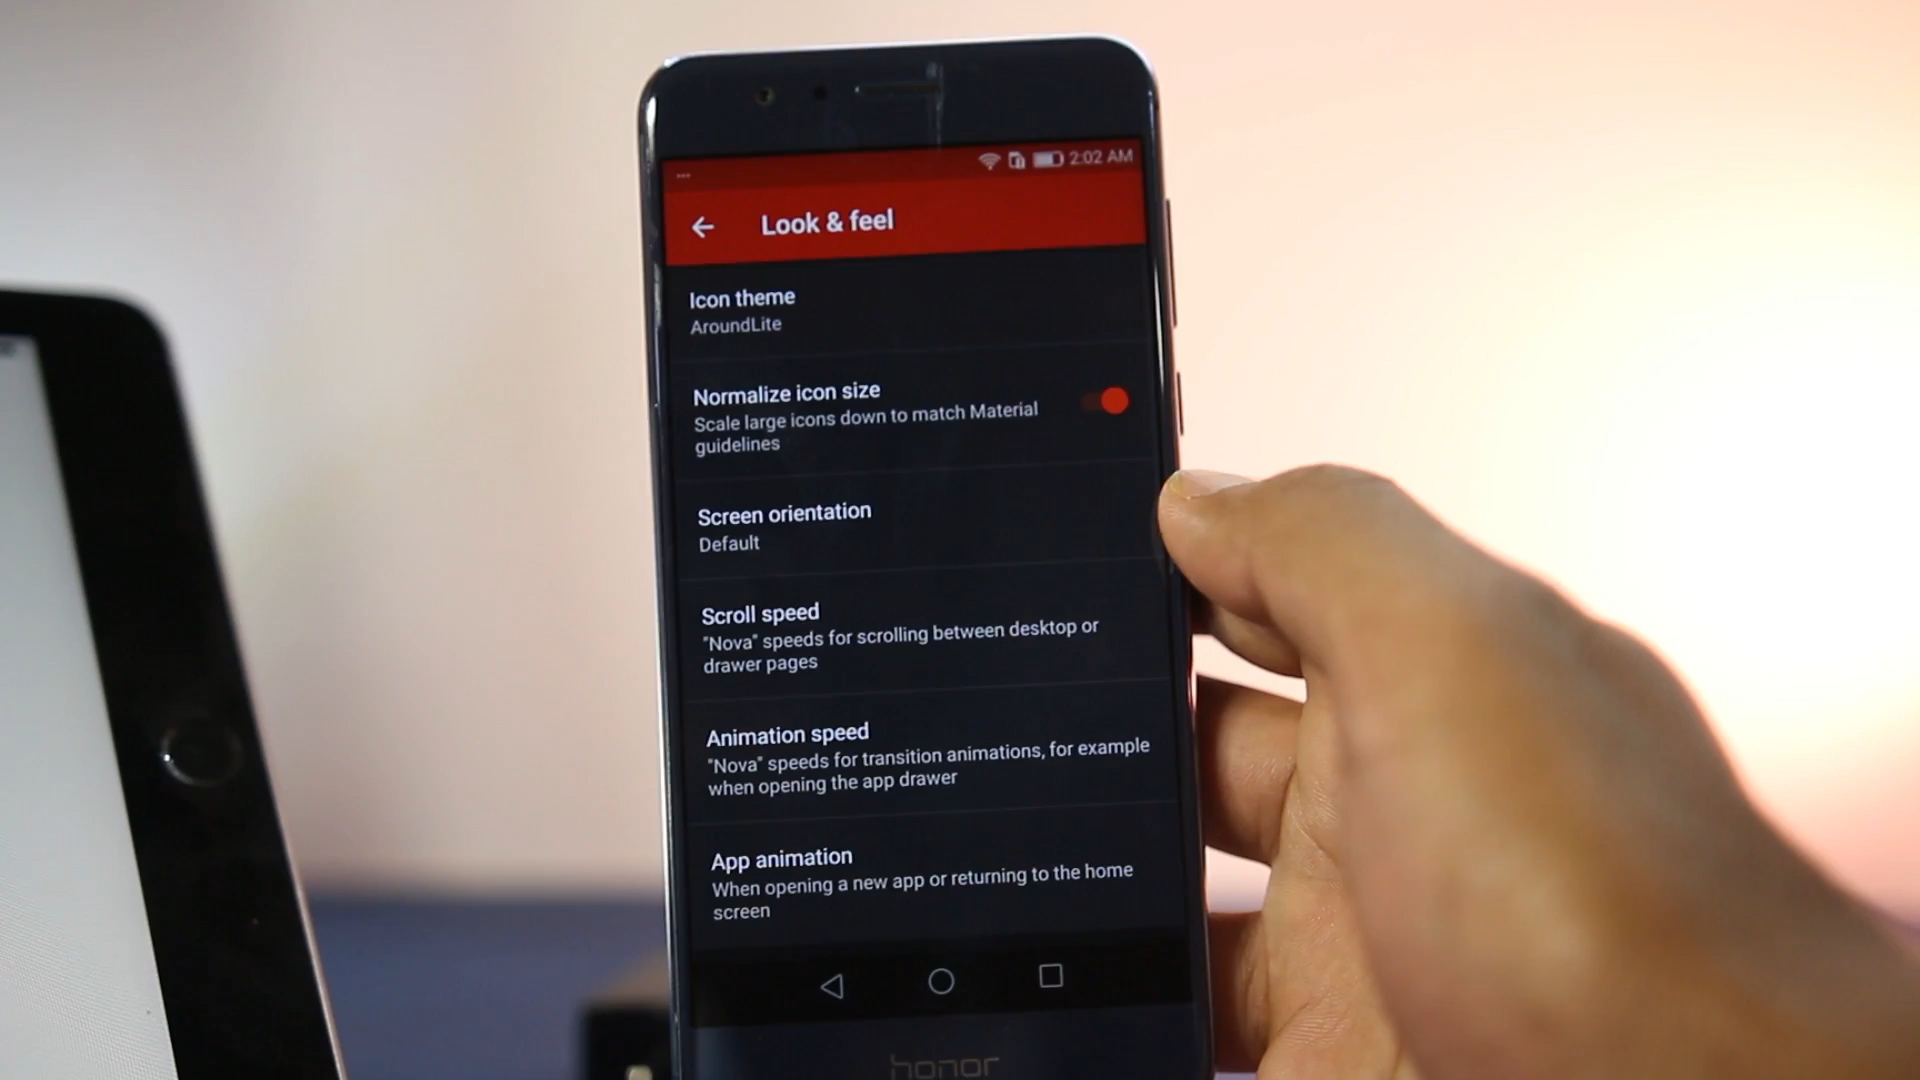 ...
2:02 AM
Look & feel
Icon theme
AroundLite
Normalize icon size
Scale large icons down to match Material
guidelines
Screen orientation
Default
Scroll speed
"Nova" speeds for scrolling between desktop or
drawer pages
Animation speed
"Nova" speeds for transition animations, for example
when opening the app drawer
App animation
When opening a new app or returning to the home
screen
honor